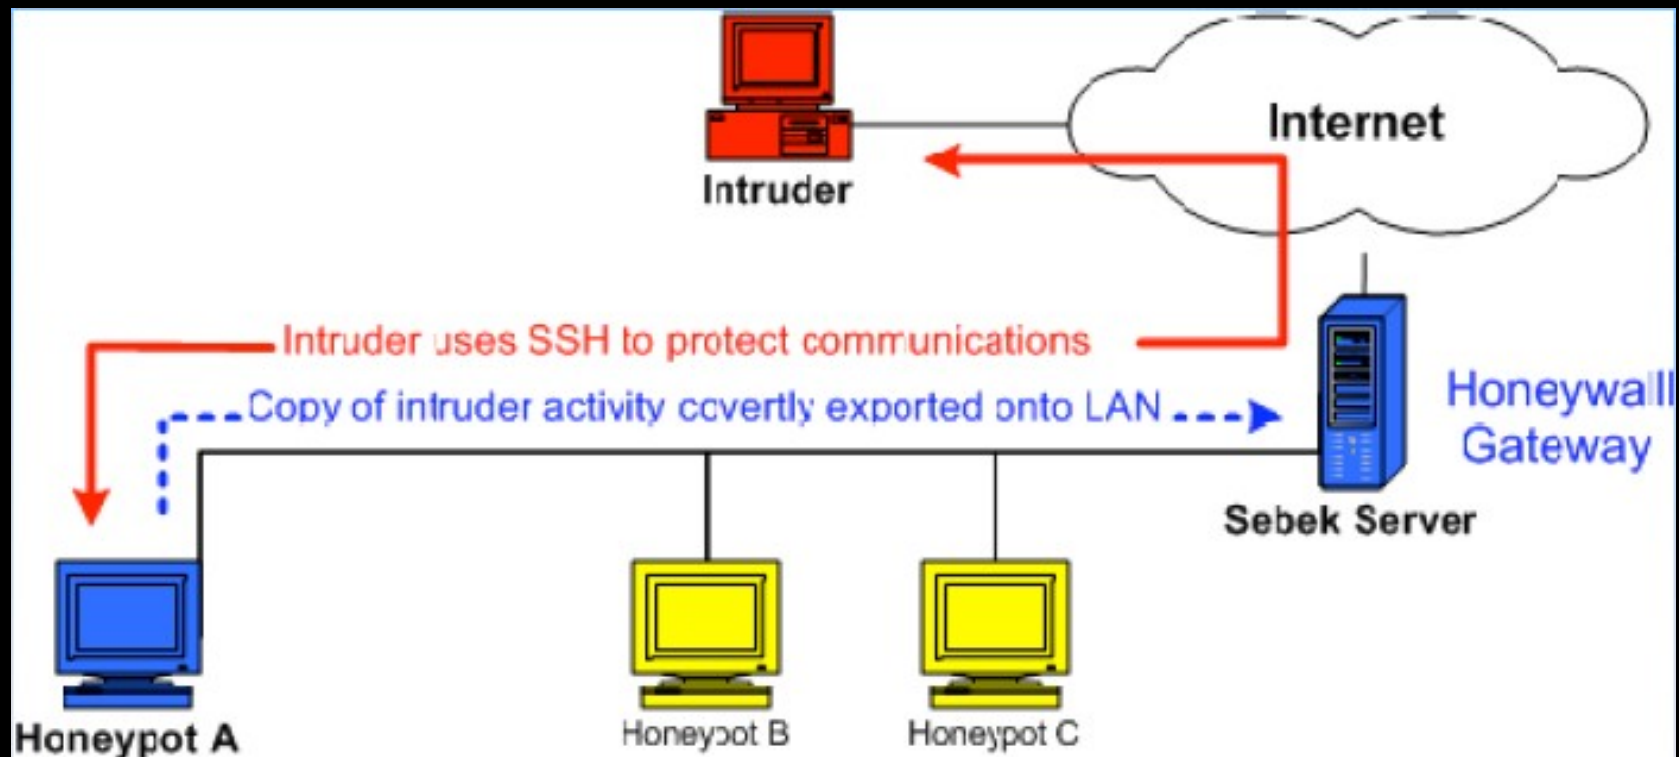 Internet
Intruder
Intruder uses SSH to protect communications
Copy of intruder activity covertly exported onto LAN
Honeywall
Gateway
Sebek Server
Honeypot A
Honeypot B
Honeypot C